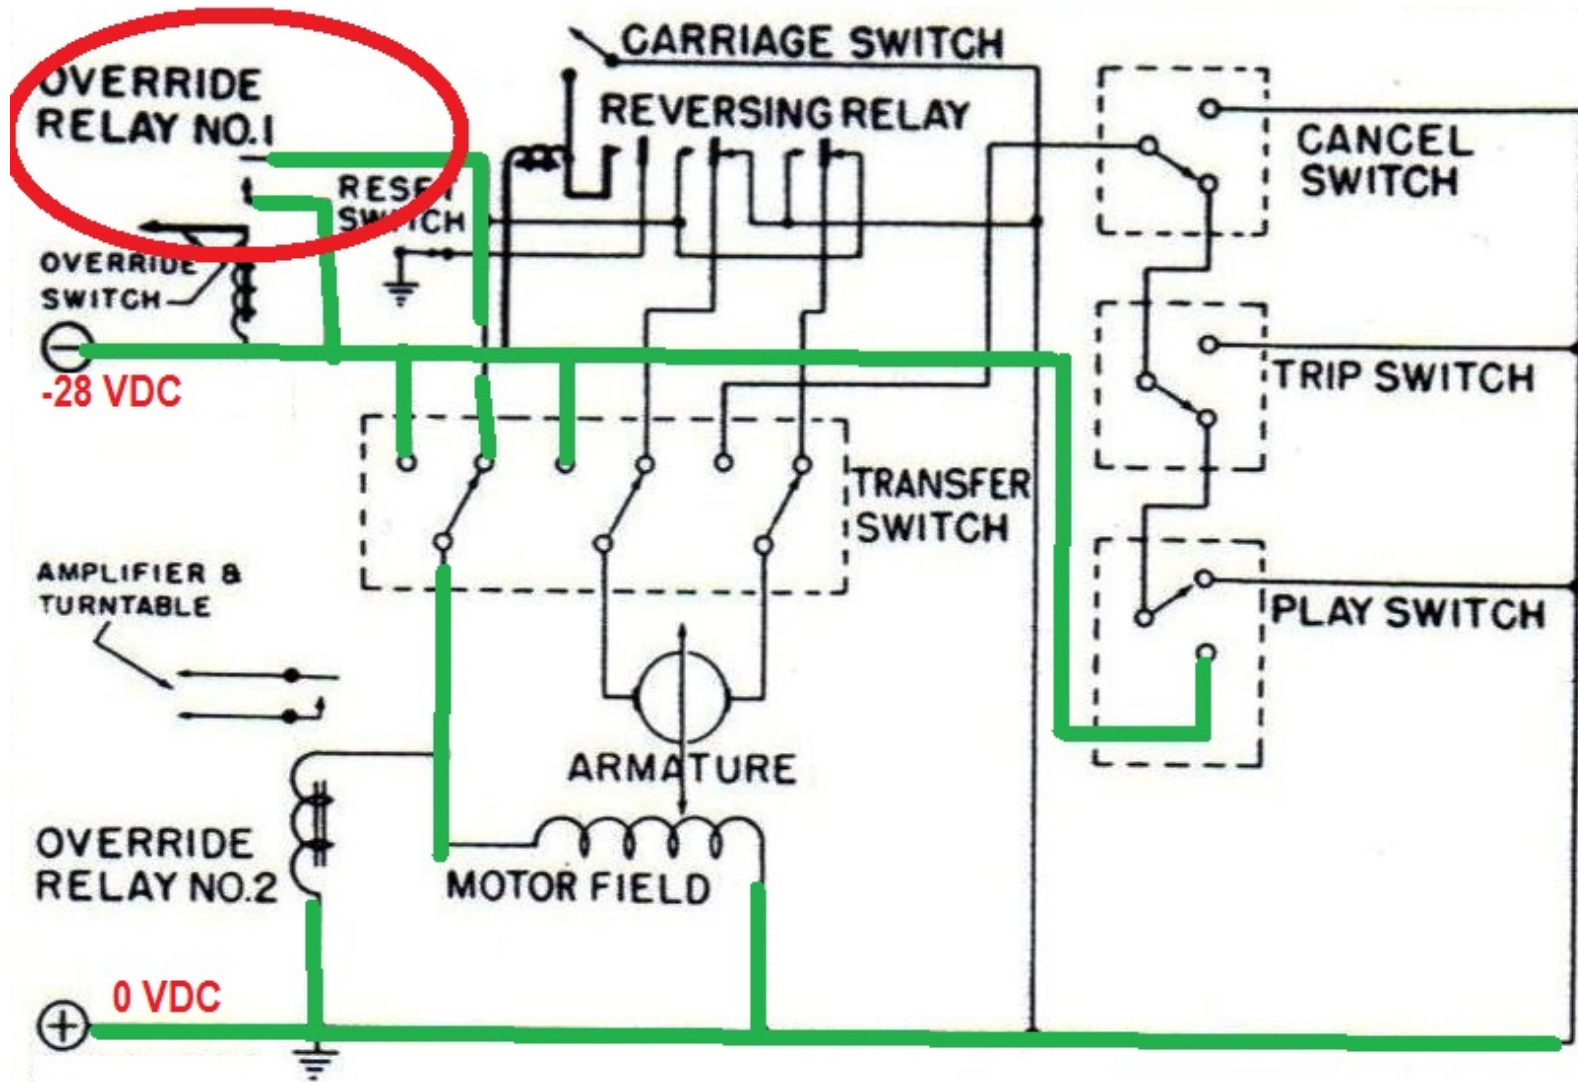 OVERRIDE
RELAY NO.1
CARRIAGE SWITCH
REVERSING RELAY
RESET
SWITCH
CANCEL
SWITCH
OVERRIDE
SWITCH
-28 VDC
TRIP SWITCH
TRANSFER
SWITCH
AMPLIFIER &
TURNTABLE
PLAY SWITCH
ARMATURE
OVERRIDE
RELAY NO.2
MOTOR FIELD
0 VDC